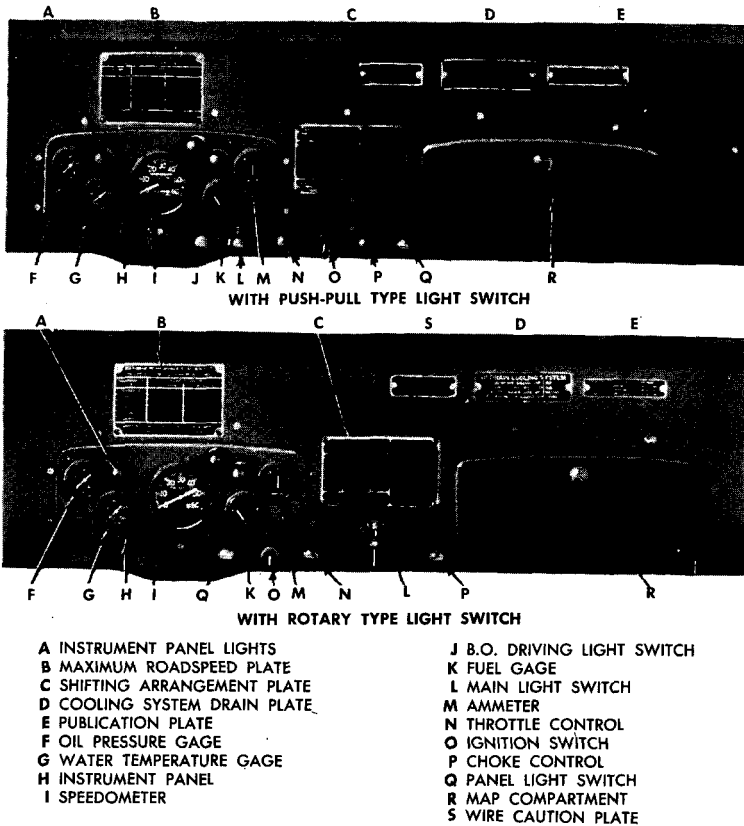 A B C D E
F G H I J K L M N O P Q R
WITH PUSH-PULL TYPE LIGHT SWITCH
A B C S D E
F G H I Q K O M N L P R
WITH ROTARY TYPE LIGHT SWITCH
A INSTRUMENT PANEL LIGHTS
B MAXIMUM ROADSPEED PLATE
C SHIFTING ARRANGEMENT PLATE
D COOLING SYSTEM DRAIN PLATE
E PUBLICATION PLATE
F OIL PRESSURE GAGE
G WATER TEMPERATURE GAGE
H INSTRUMENT PANEL
I SPEEDOMETER
J B.O. DRIVING LIGHT SWITCH
K FUEL GAGE
L MAIN LIGHT SWITCH
M AMMETER
N THROTTLE CONTROL
O IGNITION SWITCH
P CHOKE CONTROL
Q PANEL LIGHT SWITCH
R MAP COMPARTMENT
S WIRE CAUTION PLATE